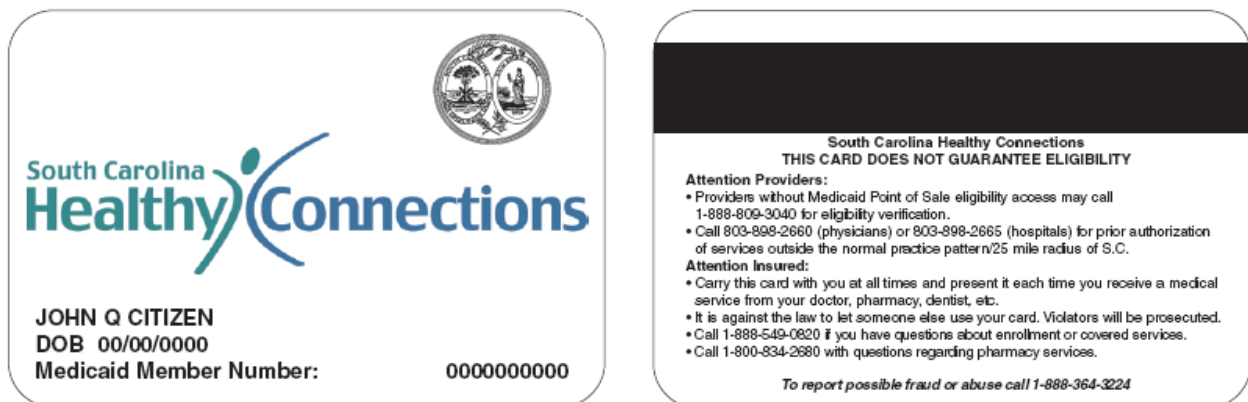 South Carolina
Healthy Connections
JOHN Q CITIZEN
DOB 00/00/0000
Medicaid Member Number: 0000000000
South Carolina Healthy Connections
THIS CARD DOES NOT GUARANTEE ELIGIBILITY
Attention Providers:
• Providers without Medicaid Point of Sale eligibility access may call
1-888-809-3040 for eligibility verification.
• Call 803-898-2660 (physicians) or 803-898-2665 (hospitals) for prior authorization
of services outside the normal practice pattern/25 mile radius of S.C.
Attention Insured:
• Carry this card with you at all times and present it each time you receive a medical
service from your doctor, pharmacy, dentist, etc.
• It is against the law to let someone else use your card. Violators will be prosecuted.
• Call 1-888-549-0820 if you have questions about enrollment or covered services.
• Call 1-800-834-2680 with questions regarding pharmacy services.
To report possible fraud or abuse call 1-888-364-3224